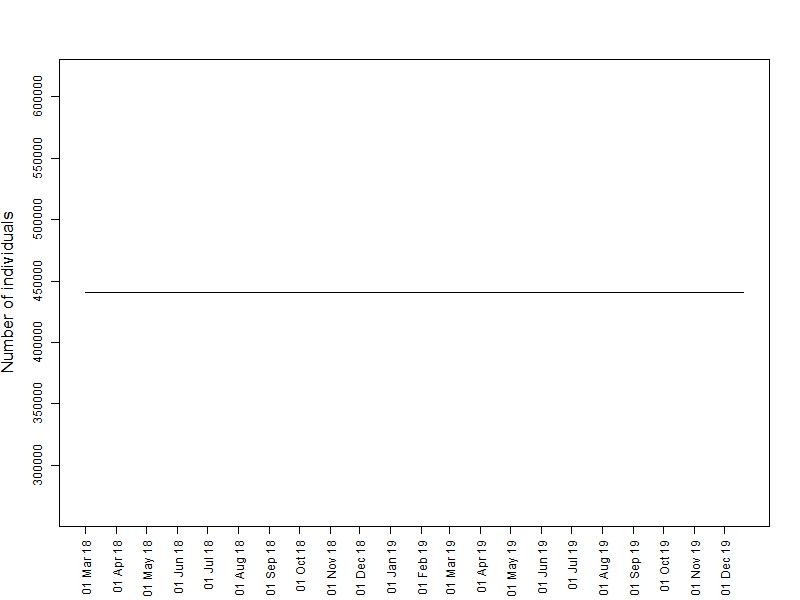 Number of individuals
600000
550000
500000
450000
400000
350000
300000
01 Mar 18
01 Apr 18
01 May 18
01 Jun 18
01 Jul 18
01 Aug 18
01 Sep 18
01 Oct 18
01 Nov 18
01 Dec 18
01 Jan 19
01 Feb 19
01 Mar 19
01 Apr 19
01 May 19
01 Jun 19
01 Jul 19
01 Aug 19
01 Sep 19
01 Oct 19
01 Nov 19
01 Dec 19